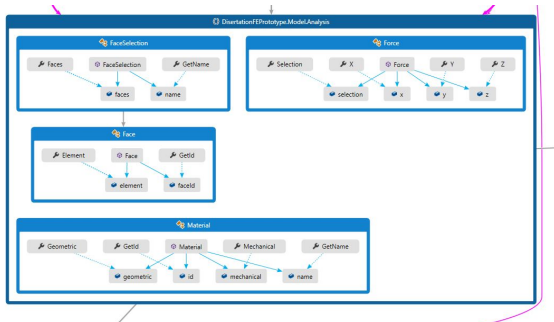 DisertationFEPrototype.Model.Analysis
FaceSelection
Faces FaceSelection GetName
faces name
Force
Selection X Force Y Z
selection x y z
Face
Element Face GetId
element faceId
Material
Geometric GetId Material Mechanical GetName
geometric id mechanical name